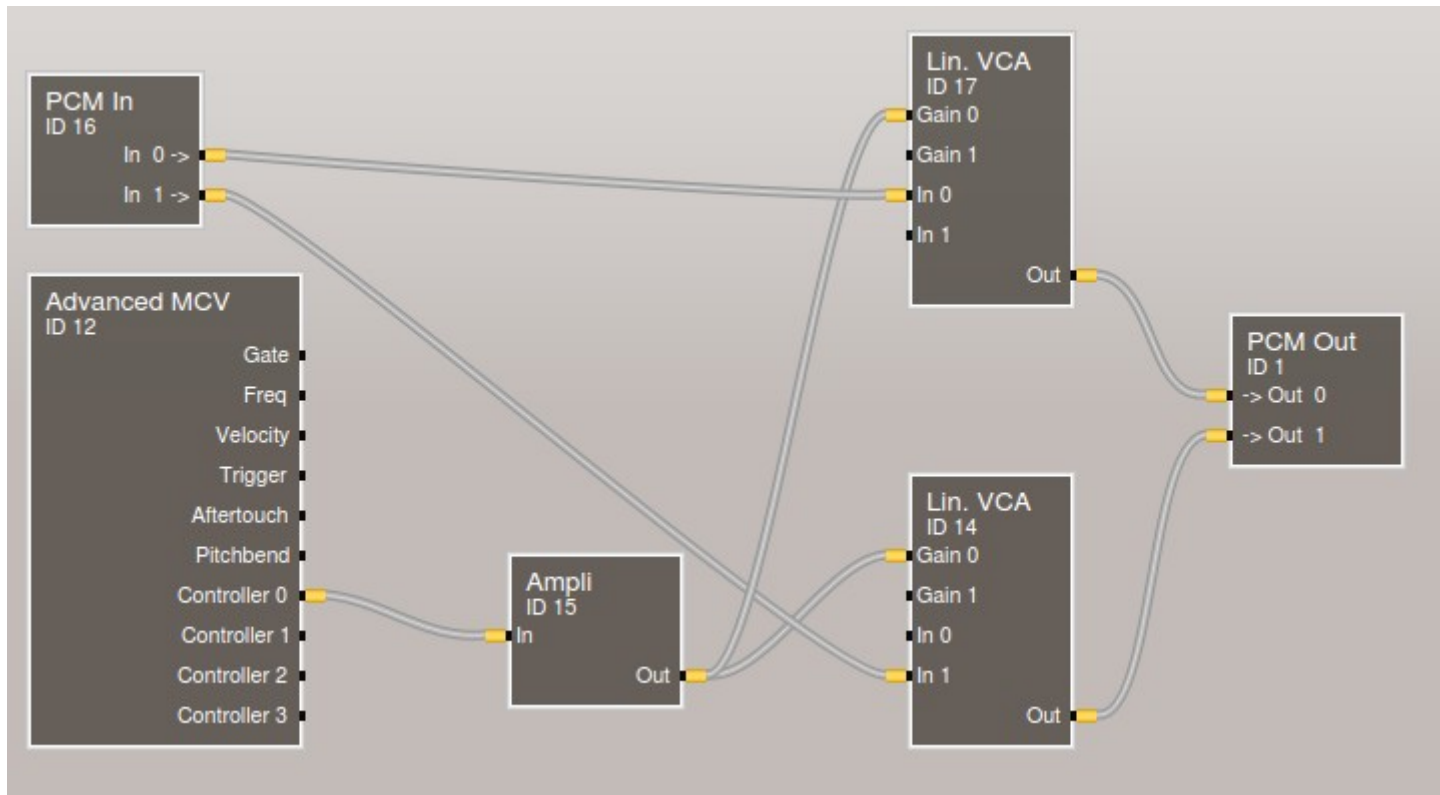 PCM In
ID 16
In 0 ->
In 1 ->
Advanced MCV
ID 12
Gate
Freq
Velocity
Trigger
Aftertouch
Pitchbend
Controller 0
Controller 1
Controller 2
Controller 3
Ampli
ID 15
In
Out
Lin. VCA
ID 17
Gain 0
Gain 1
In 0
In 1
Out
Lin. VCA
ID 14
Gain 0
Gain 1
In 0
In 1
Out
PCM Out
ID 1
-> Out 0
-> Out 1